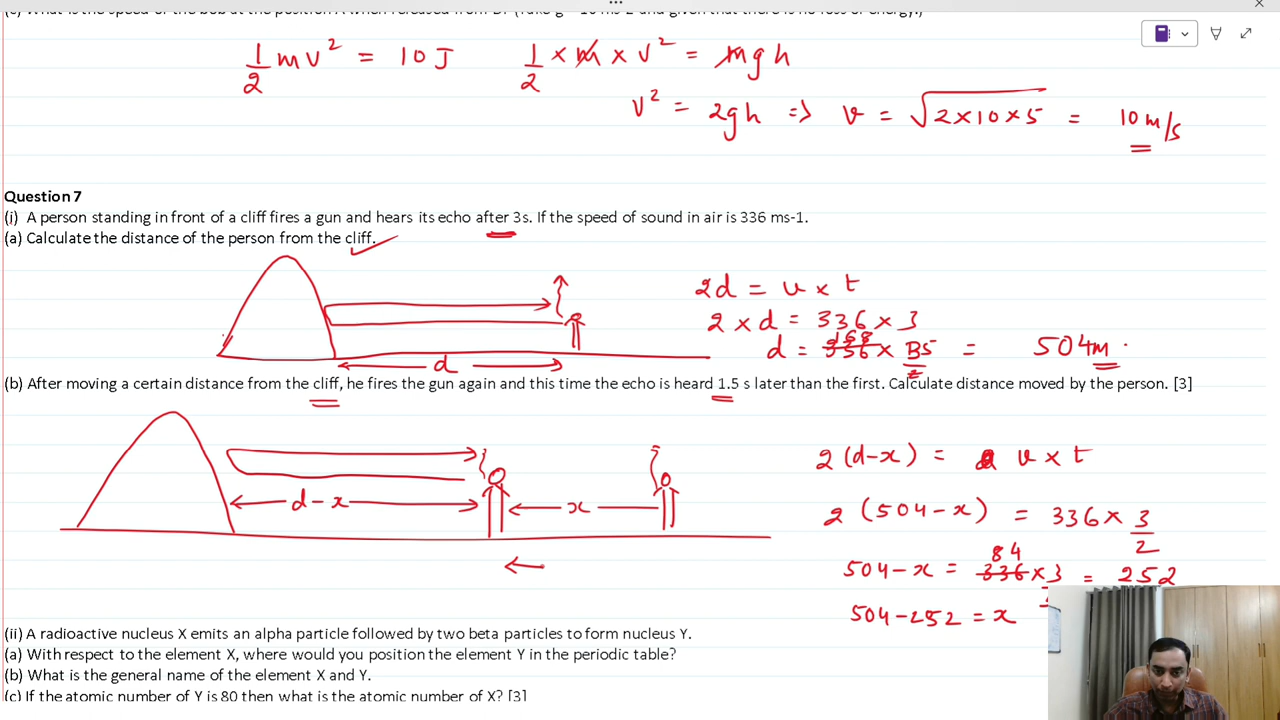 1/2 mv² = 10 J 1/2 × m × v² = mgh
v² = 2gh ⇒ v = √2×10×5 = 10 m/s
Question 7
(i) A person standing in front of a cliff fires a gun and hears its echo after 3s. If the speed of sound in air is 336 ms-1.
(a) Calculate the distance of the person from the cliff.
2d = v × t
2 × d = 336 × 3
168
d = 336 × = 504m
d
(b) After moving a certain distance from the cliff, he fires the gun again and this time the echo is heard 1.5 s later than the first. Calculate distance moved by the person. [3]
2 (d-x) = v × t
d - x
x
2 (504 - x) = 336 × 3/2
84
504 - x = 336 × 3 = 252
504 - 252 = x
(ii) A radioactive nucleus X emits an alpha particle followed by two beta particles to form nucleus Y.
(a) With respect to the element X, where would you position the element Y in the periodic table?
(b) What is the general name of the element X and Y.
(c) If the atomic number of Y is 80 then what is the atomic number of X? [3]